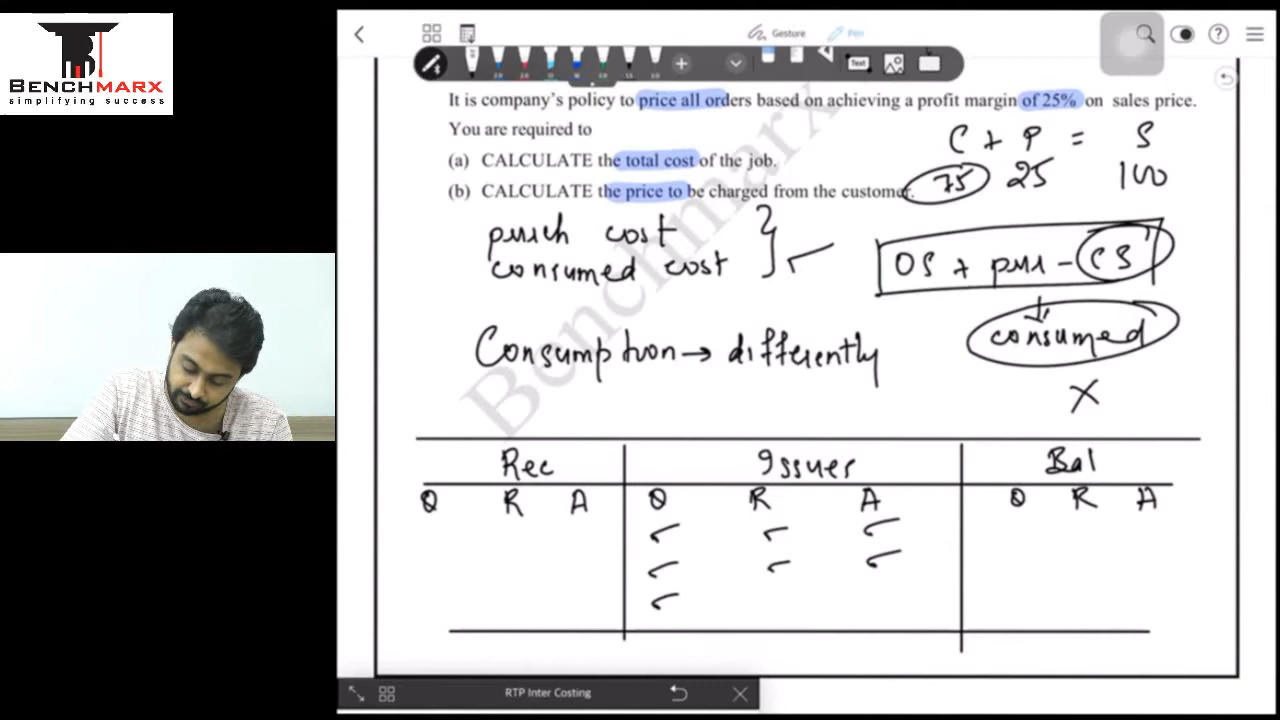 BENCHMARX
simplifying success
Gesture
Pen
Text
It is company's policy to price all orders based on achieving a profit margin of 25% on sales price.
You are required to
(a) CALCULATE the total cost of the job.
(b) CALCULATE the price to be charged from the customer.
C + P = S
75 25 100
purch cost
consumed cost
OS + pur - CS
consumed
Consumption → differently
X
Rec Issues Bal
Q R A Q R A Q R A
Benchmarx
RTP Inter Costing